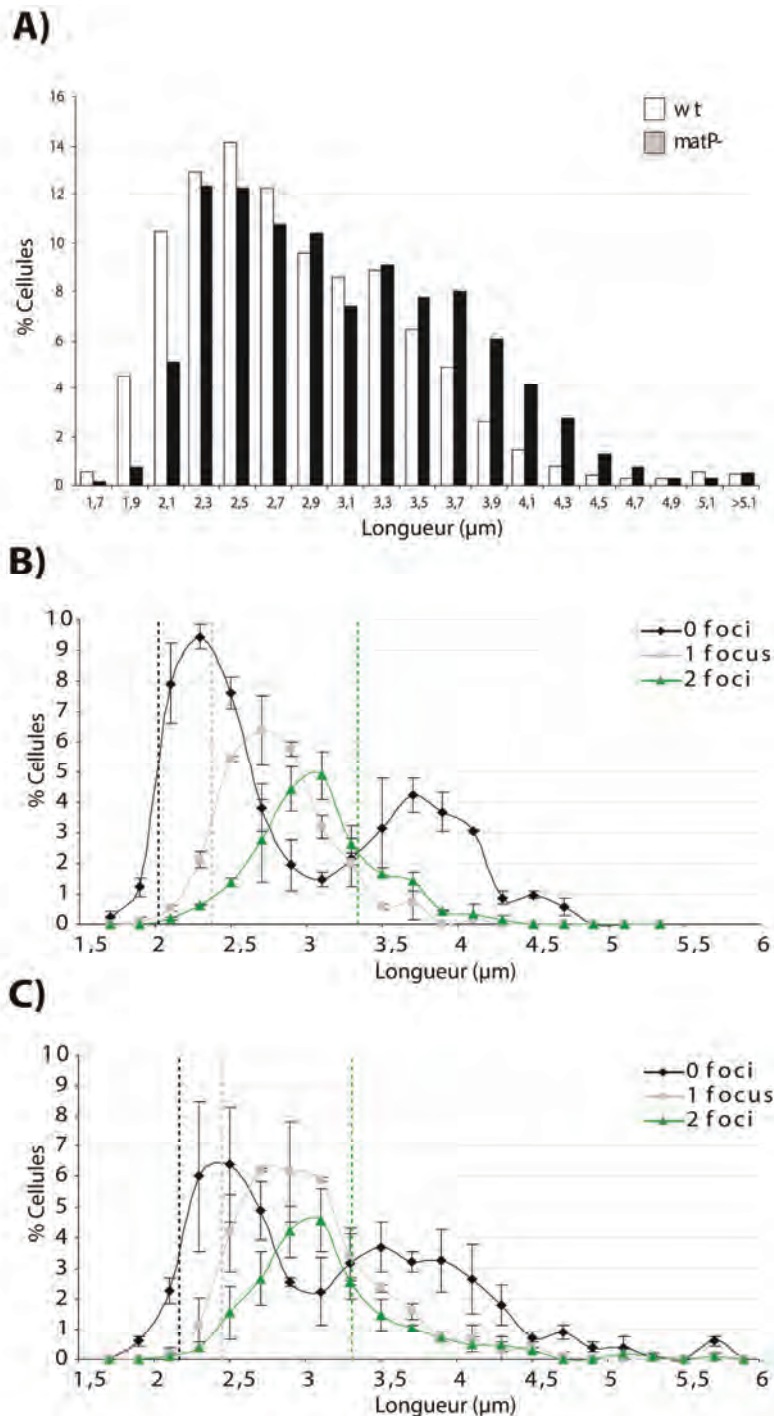 A)
% Cellules
16
14
12
10
8
6
4
2
0
wt
matP-
1,7 1,9 2,1 2,3 2,5 2,7 2,9 3,1 3,3 3,5 3,7 3,9 4,1 4,3 4,5 4,7 4,9 5,1 >5,1
Longueur (µm)
B)
% Cellules
10
9
8
7
6
5
4
3
2
1
0
0 foci
1 focus
2 foci
1,5 2 2,5 3 3,5 4 4,5 5 5,5 6
Longueur (µm)
C)
% Cellules
10
9
8
7
6
5
4
3
2
1
0
0 foci
1 focus
2 foci
1,5 2 2,5 3 3,5 4 4,5 5 5,5 6
Longueur (µm)